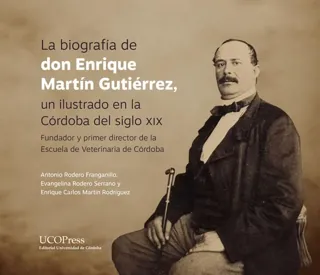 La biografía de
don Enrique
Martín Gutiérrez,
un ilustrado en la
Córdoba del siglo XIX
Fundador y primer director de la
Escuela de Veterinaria de Córdoba
Antonio Rodero Franganillo,
Evangelina Rodero Serrano y
Enrique Carlos Martín Rodríguez
UCOPress
Editorial Universidad de Córdoba